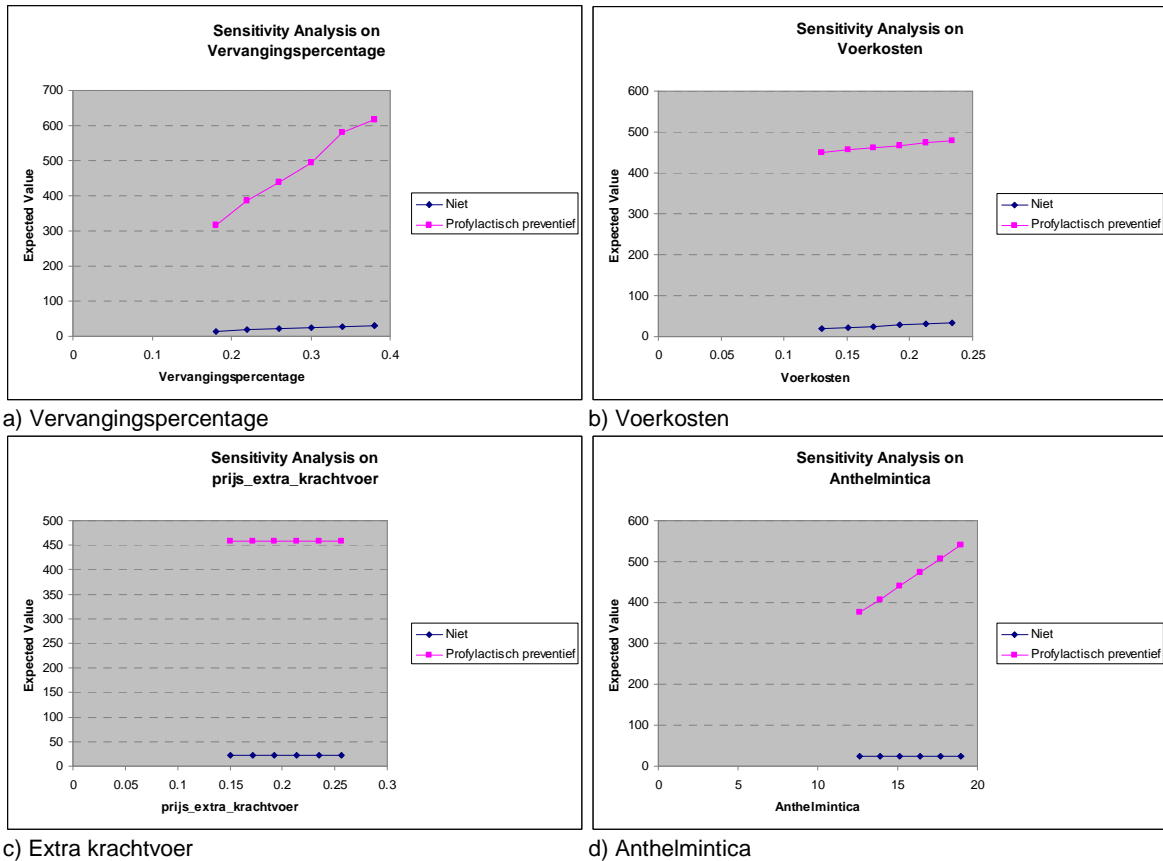 Sensitivity Analysis on
Vervangingspercentage
700
600
500
400
300
200
100
0
0 0.1 0.2 0.3 0.4
Expected Value
Vervangingspercentage
Niet
Profylactisch preventief
a) Vervangingspercentage
Sensitivity Analysis on
Voerkosten
600
500
400
300
200
100
0
0 0.05 0.1 0.15 0.2 0.25
Expected Value
Voerkosten
Niet
Profylactisch preventief
b) Voerkosten
Sensitivity Analysis on
prijs_extra_krachtvoer
500
450
400
350
300
250
200
150
100
50
0
0 0.05 0.1 0.15 0.2 0.25 0.3
Expected Value
prijs_extra_krachtvoer
Niet
Profylactisch preventief
c) Extra krachtvoer
Sensitivity Analysis on
Anthelmintica
600
500
400
300
200
100
0
0 5 10 15 20
Expected Value
Anthelmintica
Niet
Profylactisch preventief
d) Anthelmintica